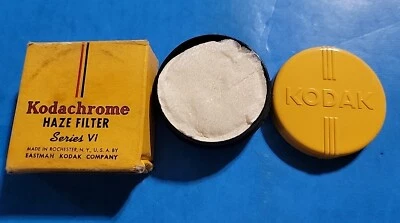 Kodachrome
HAZE FILTER
Series VI
MADE IN ROCHESTER, N. Y., U. S. A. BY
EASTMAN KODAK COMPANY
KODAK